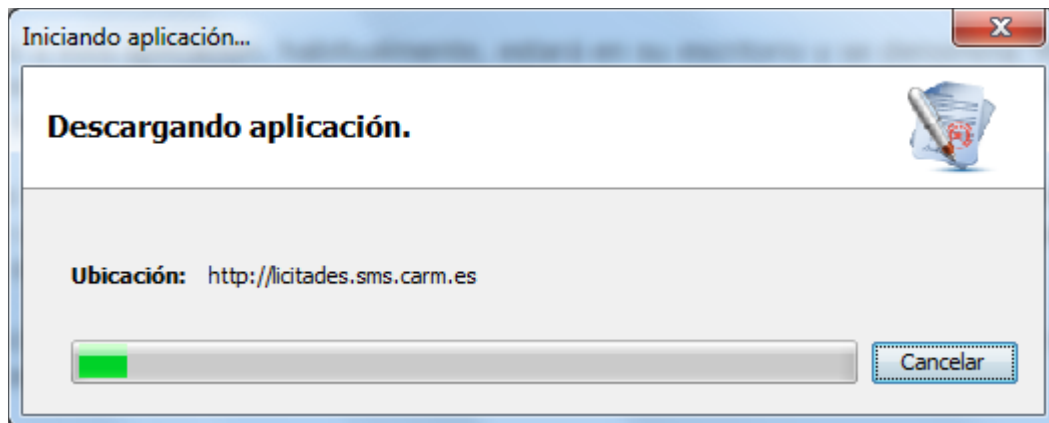 Iniciando aplicación...
Descargando aplicación.
Ubicación: http://licitades.sms.carm.es
Cancelar